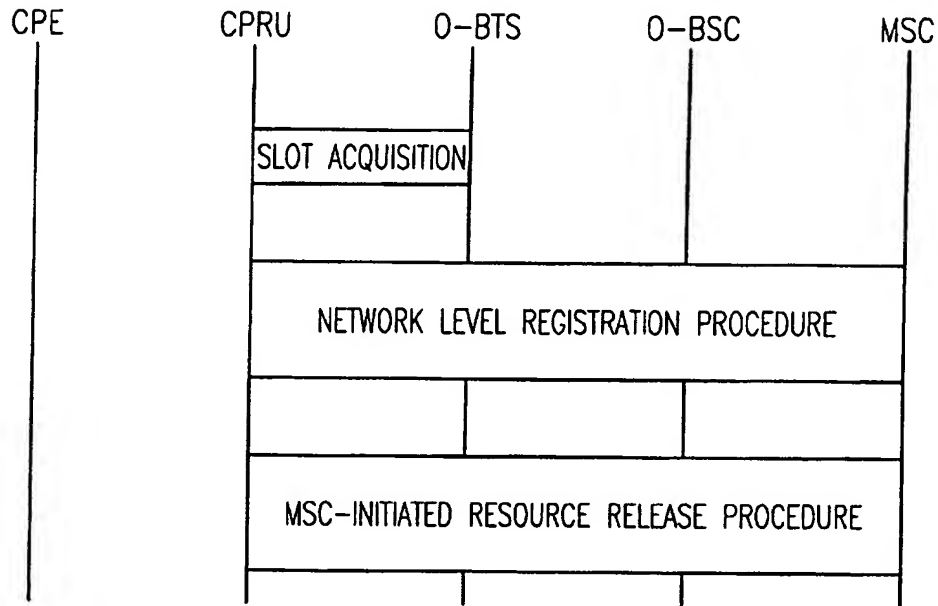 CPE CPRU O-BTS O-BSC MSC
SLOT ACQUISITION
NETWORK LEVEL REGISTRATION PROCEDURE
MSC-INITIATED RESOURCE RELEASE PROCEDURE